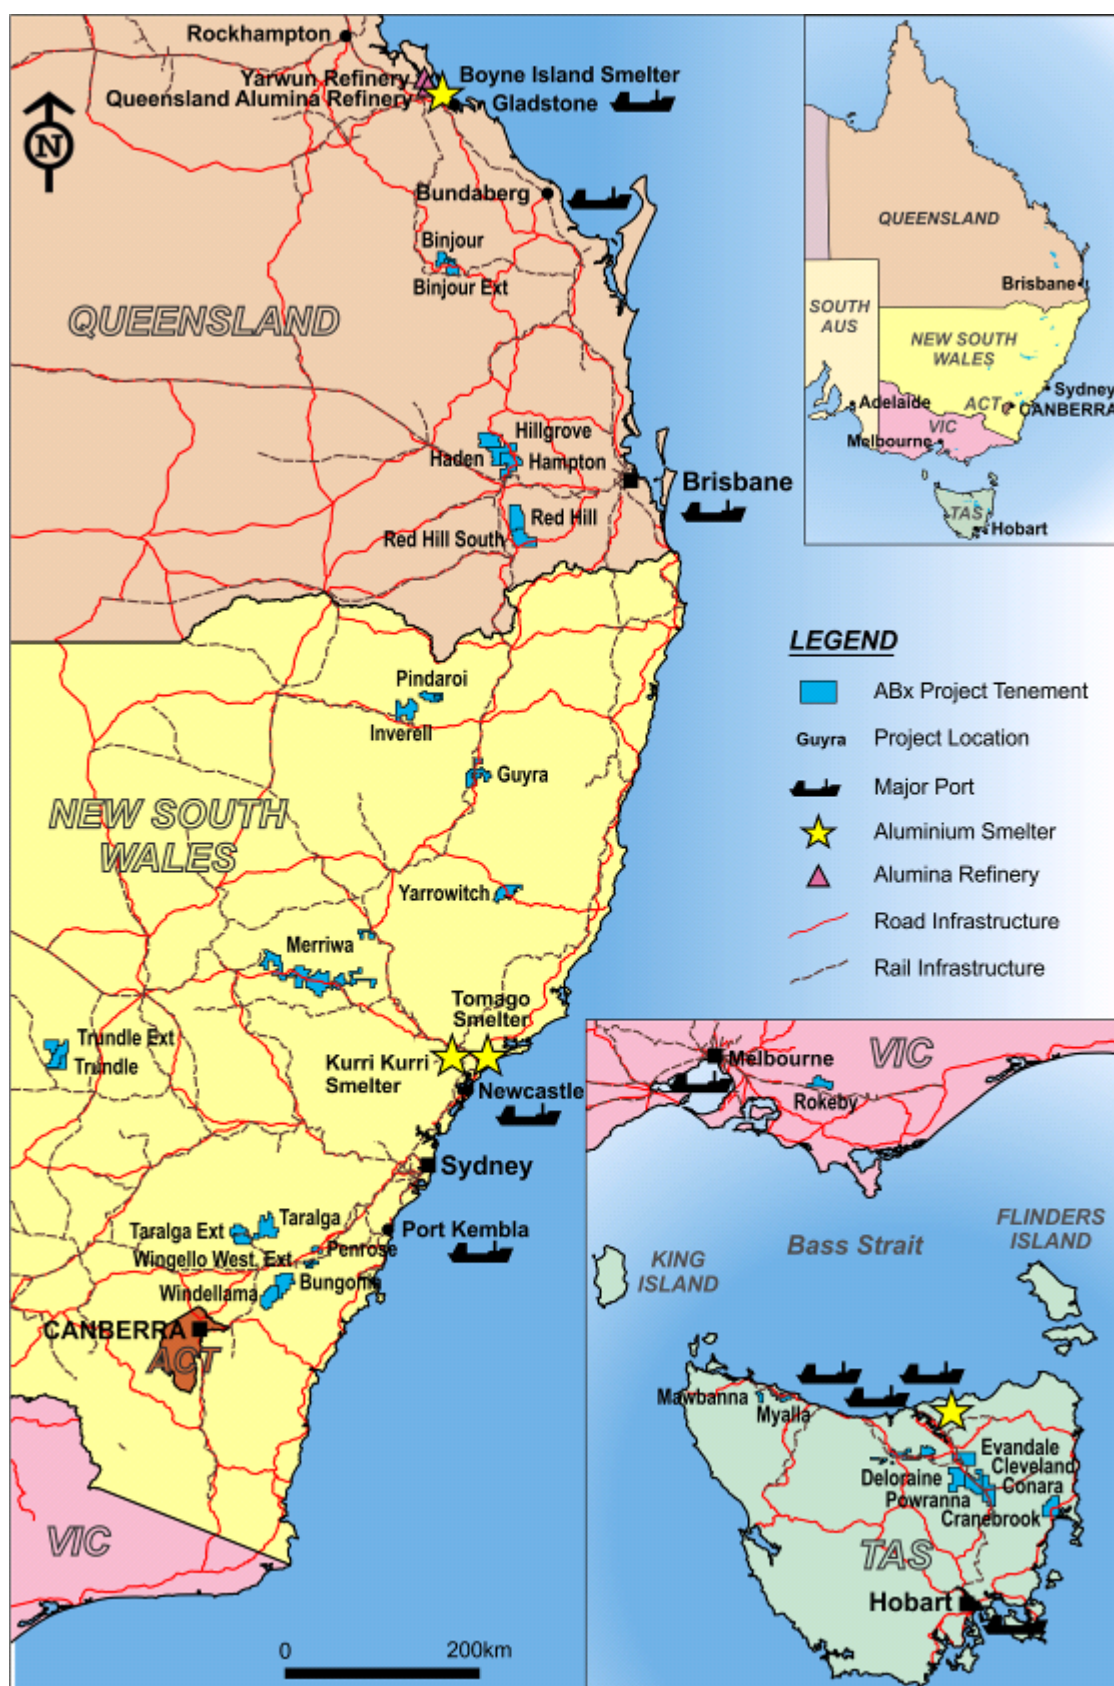 Rockhampton
Yarwun Refinery
Queensland Alumina Refinery
Boyne Island Smelter
Gladstone
N
Bundaberg
Binjour
Binjour Ext
QUEENSLAND
Hillgrove
Haden
Hampton
Brisbane
Red Hill
Red Hill South
Pindaroi
Inverell
Guyra
NEW SOUTH
WALES
Yarrowitch
Merriwa
Tomago
Smelter
Trundle Ext
Trundle
Kurri Kurri
Smelter
Newcastle
Sydney
Taralga
Taralga Ext
Port Kembla
Penrose
Wingello West. Ext
Bungonia
Windellama
CANBERRA
ACT
VIC
0
200km
QUEENSLAND
Brisbane
SOUTH
AUS
NEW SOUTH
WALES
Sydney
ACT
CANBERRA
Adelaide
VIC
Melbourne
TAS
Hobart
LEGEND
ABx Project Tenement
Guyra
Project Location
Major Port
Aluminium Smelter
Alumina Refinery
Road Infrastructure
Rail Infrastructure
Melbourne
VIC
Rokeby
Bass Strait
FLINDERS
ISLAND
KING
ISLAND
Mawbanna
Myalla
Evandale
Cleveland
Deloraine
Conara
Powranna
Cranebrook
TAS
Hobart